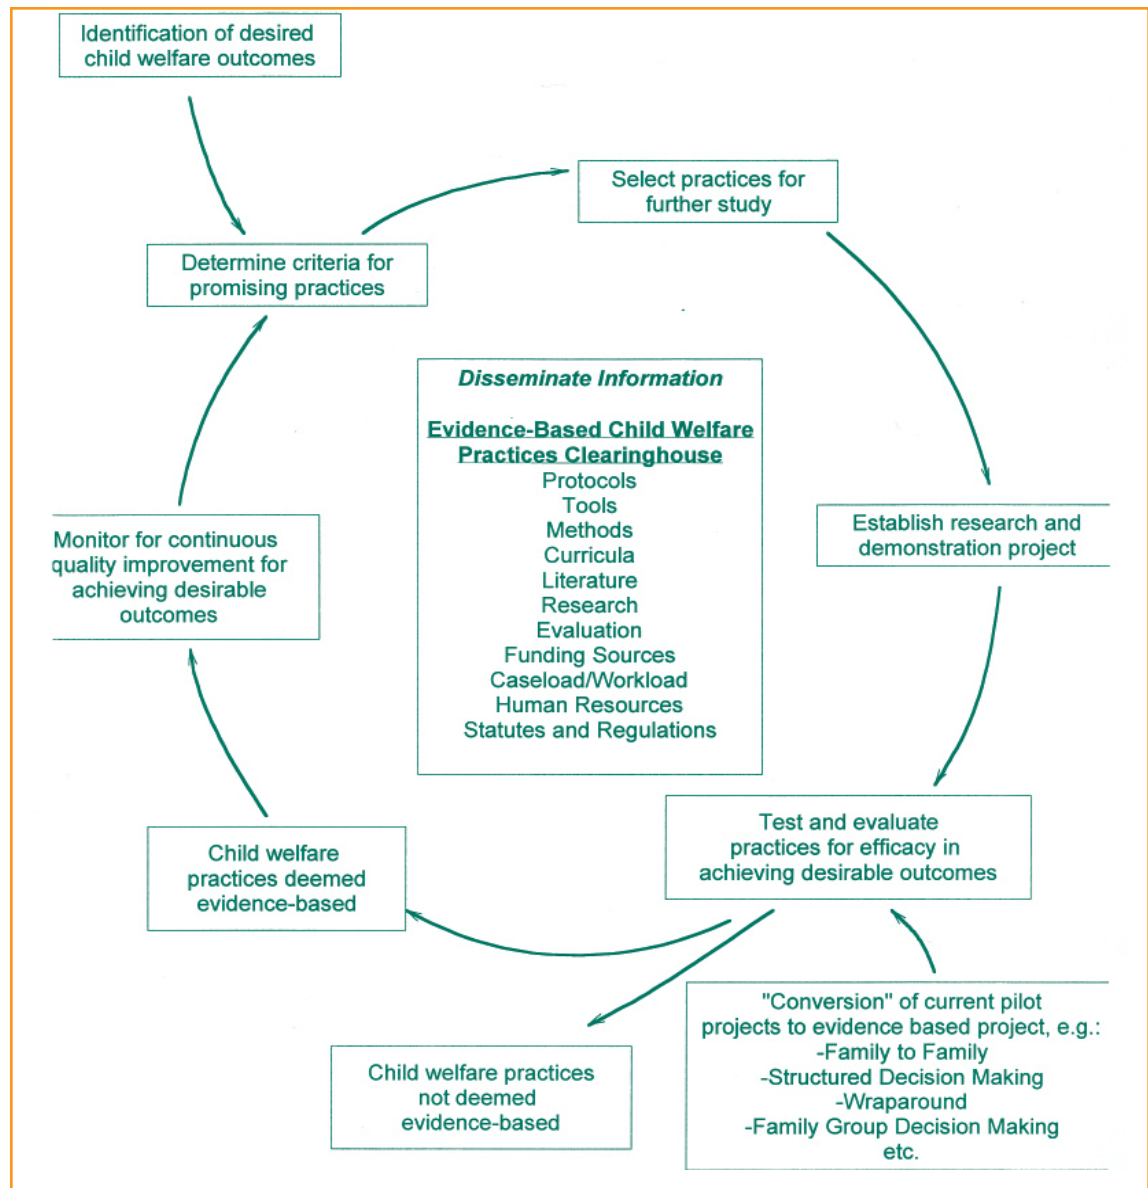 Identification of desired
child welfare outcomes
Select practices for
further study
Determine criteria for
promising practices
Disseminate Information
Evidence-Based Child Welfare
Practices Clearinghouse
Protocols
Tools
Methods
Curricula
Literature
Research
Evaluation
Funding Sources
Caseload/Workload
Human Resources
Statutes and Regulations
Establish research and
demonstration project
Monitor for continuous
quality improvement for
achieving desirable
outcomes
Test and evaluate
practices for efficacy in
achieving desirable outcomes
Child welfare
practices deemed
evidence-based
"Conversion" of current pilot
projects to evidence based project, e.g.:
-Family to Family
-Structured Decision Making
-Wraparound
-Family Group Decision Making
etc.
Child welfare practices
not deemed
evidence-based